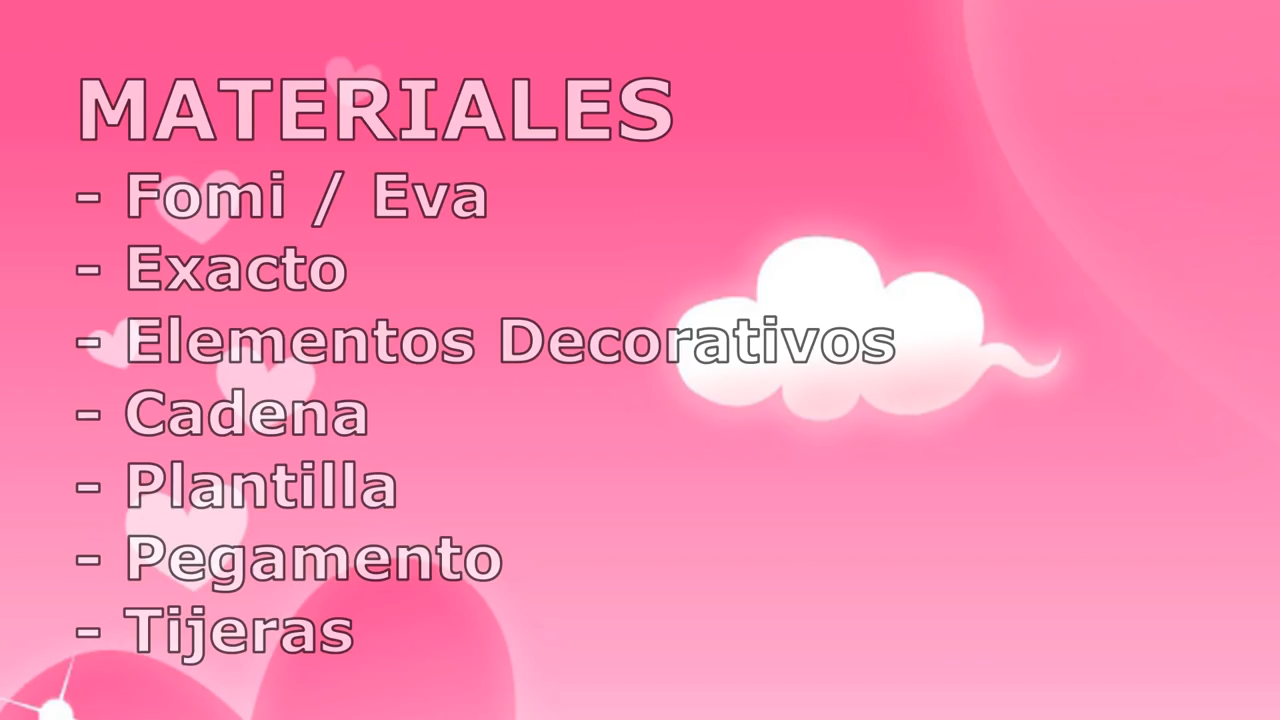 MATERIALES
- Fomi / Eva
- Exacto
- Elementos Decorativos
- Cadena
- Plantilla
- Pegamento
- Tijeras